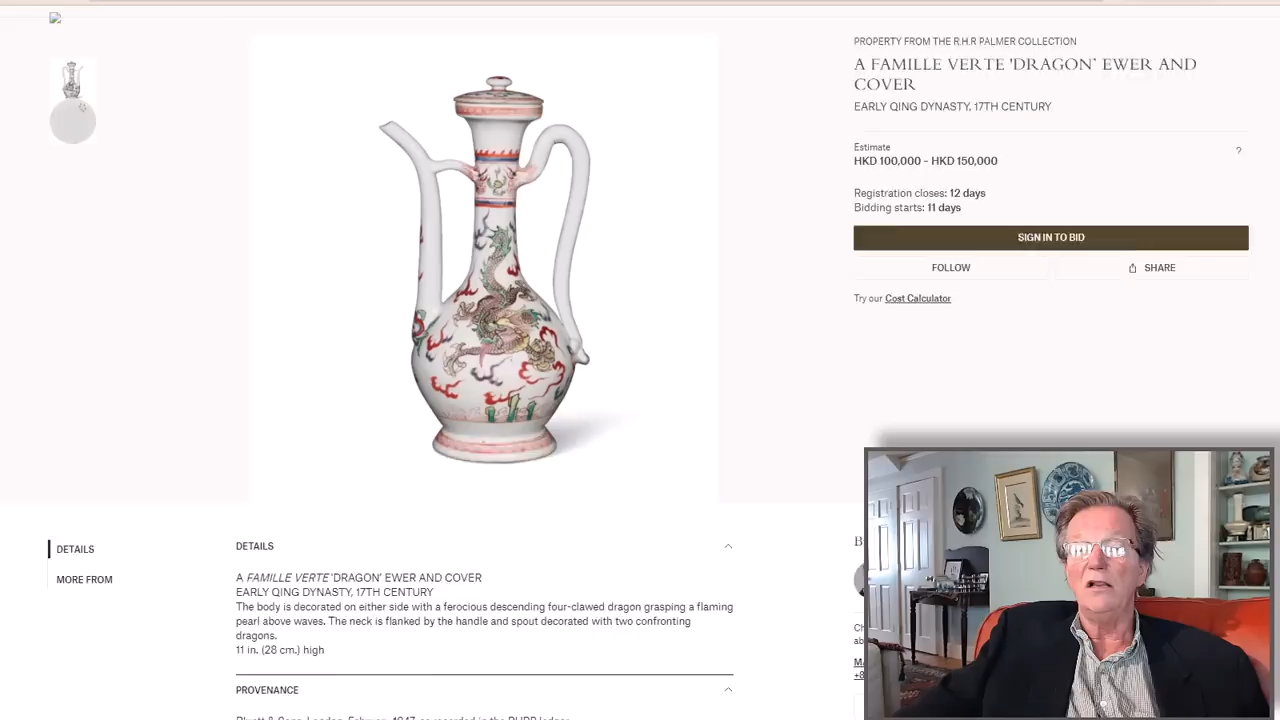 PROPERTY FROM THE R.H.R PALMER COLLECTION
A FAMILLE VERTE 'DRAGON' EWER AND
COVER
EARLY QING DYNASTY, 17TH CENTURY
Estimate
HKD 100,000 - HKD 150,000
?
Registration closes: 12 days
Bidding starts: 11 days
SIGN IN TO BID
FOLLOW
SHARE
Try our Cost Calculator
DETAILS
MORE FROM
DETAILS
A FAMILLE VERTE 'DRAGON' EWER AND COVER
EARLY QING DYNASTY, 17TH CENTURY
The body is decorated on either side with a ferocious descending four-clawed dragon grasping a flaming
pearl above waves. The neck is flanked by the handle and spout decorated with two confronting
dragons.
11 in. (28 cm.) high
PROVENANCE